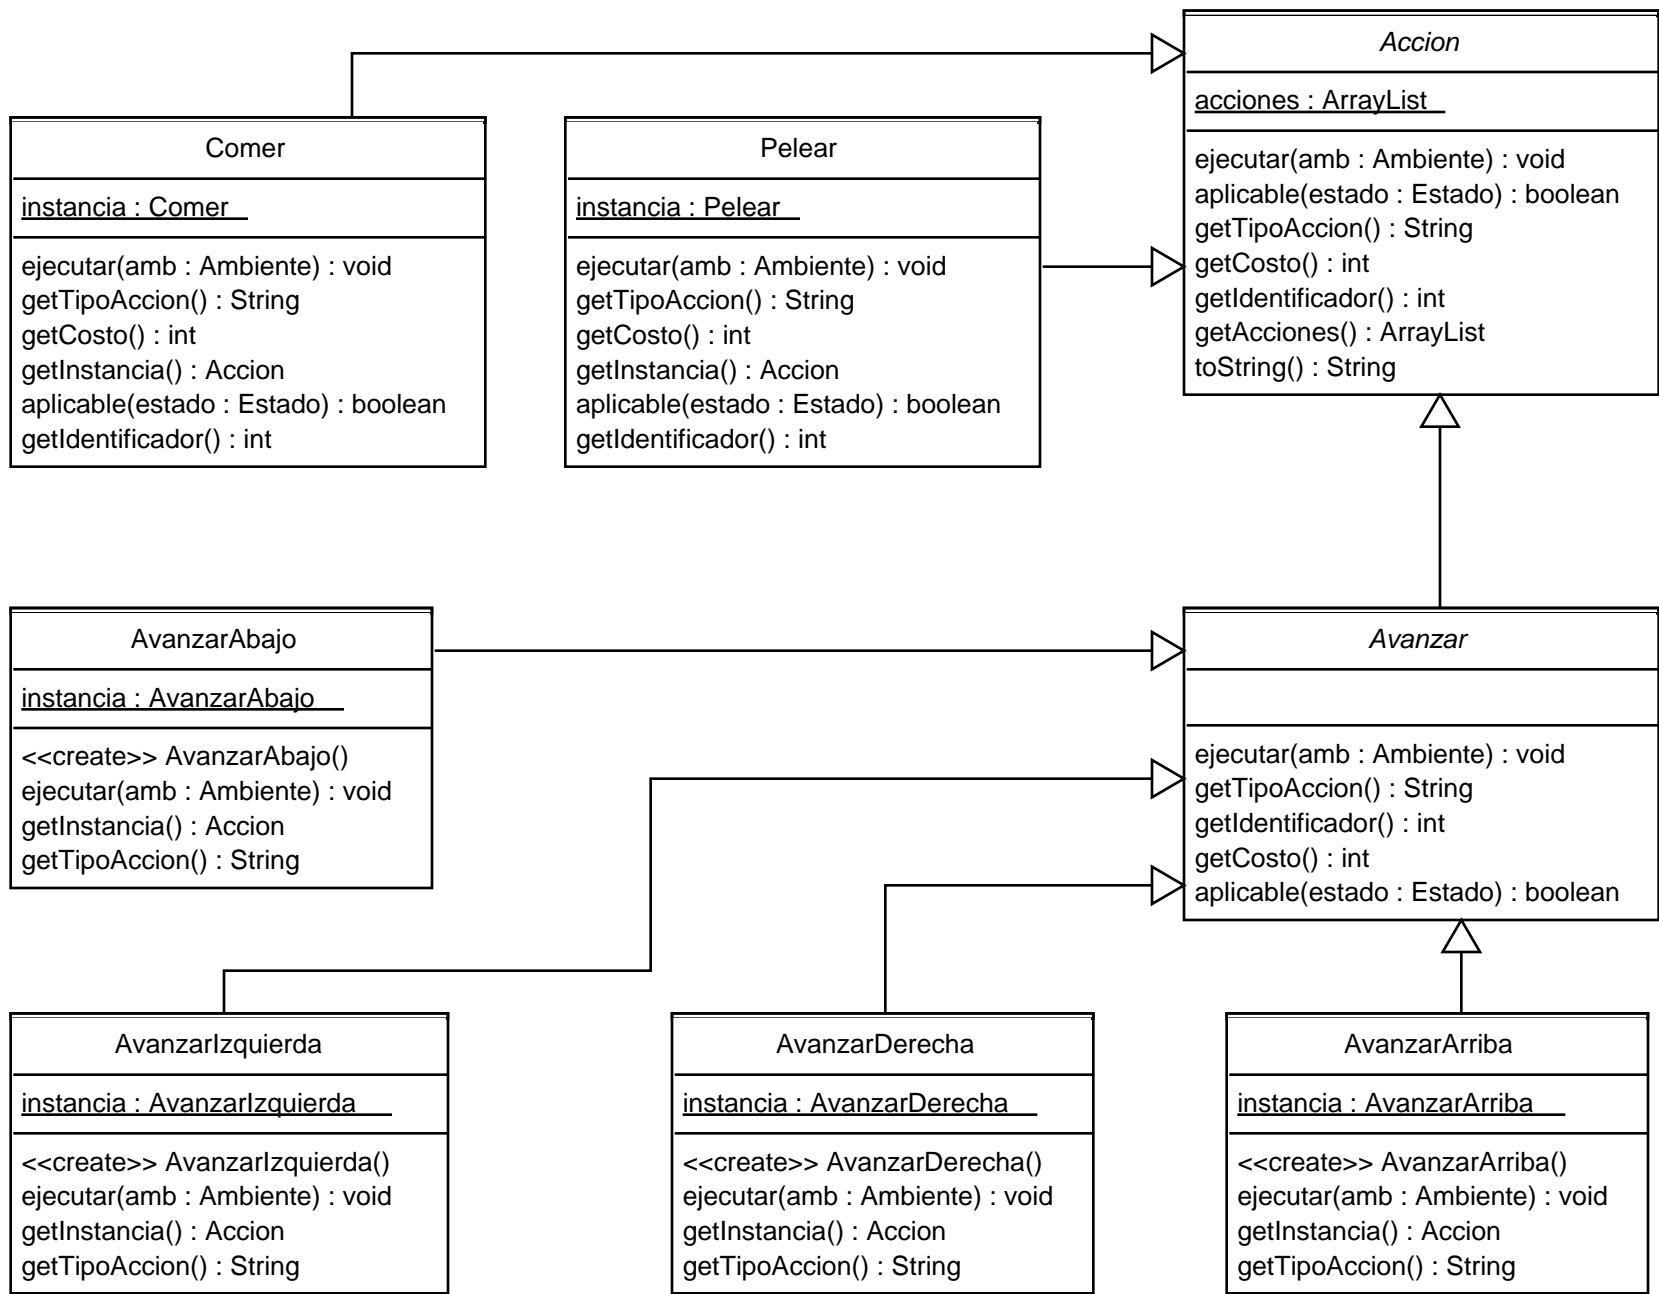 Accion
acciones : ArrayList
ejecutar(amb : Ambiente) : void
aplicable(estado : Estado) : boolean
getTipoAccion() : String
getCosto() : int
getIdentificador() : int
getAcciones() : ArrayList
toString() : String
Comer
instancia : Comer
ejecutar(amb : Ambiente) : void
getTipoAccion() : String
getCosto() : int
getInstancia() : Accion
aplicable(estado : Estado) : boolean
getIdentificador() : int
Pelear
instancia : Pelear
ejecutar(amb : Ambiente) : void
getTipoAccion() : String
getCosto() : int
getInstancia() : Accion
aplicable(estado : Estado) : boolean
getIdentificador() : int
AvanzarAbajo
instancia : AvanzarAbajo
<<create>> AvanzarAbajo()
ejecutar(amb : Ambiente) : void
getInstancia() : Accion
getTipoAccion() : String
Avanzar
ejecutar(amb : Ambiente) : void
getTipoAccion() : String
getIdentificador() : int
getCosto() : int
aplicable(estado : Estado) : boolean
AvanzarIzquierda
instancia : AvanzarIzquierda
<<create>> AvanzarIzquierda()
ejecutar(amb : Ambiente) : void
getInstancia() : Accion
getTipoAccion() : String
AvanzarDerecha
instancia : AvanzarDerecha
<<create>> AvanzarDerecha()
ejecutar(amb : Ambiente) : void
getInstancia() : Accion
getTipoAccion() : String
AvanzarArriba
instancia : AvanzarArriba
<<create>> AvanzarArriba()
ejecutar(amb : Ambiente) : void
getInstancia() : Accion
getTipoAccion() : String